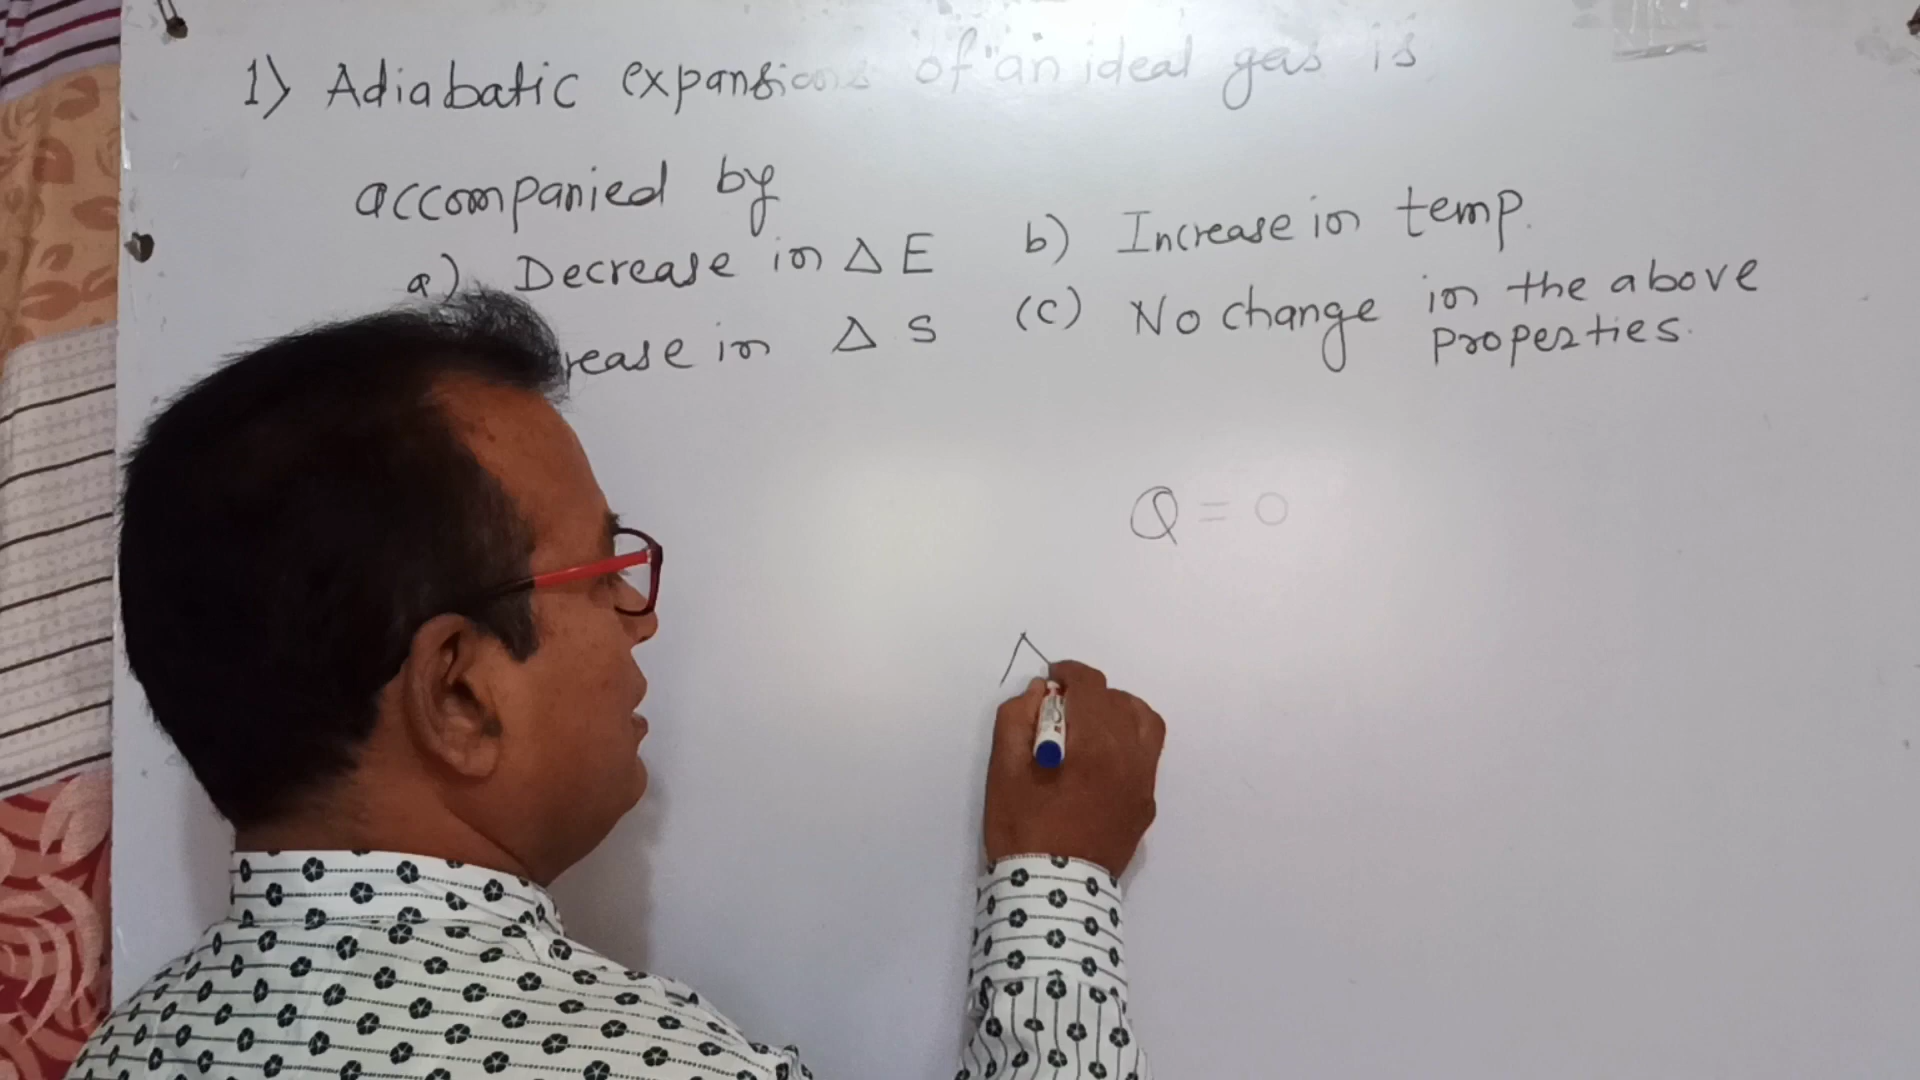 1) Adiabatic expansions of an ideal gas is
accompanied by
a) Decrease in Δ E b) Increase in temp.
rease in Δ S (c) No change in the above
properties.
Q = 0